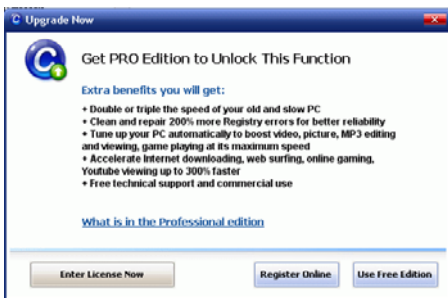 Upgrade Now
Get PRO Edition to Unlock This Function
Extra benefits you will get:
+ Double or triple the speed of your old and slow PC
+ Clean and repair 200% more Registry errors for better reliability
+ Tune up your PC automatically to boost video, picture, MP3 editing
and viewing, game playing at its maximum speed
+ Accelerate Internet downloading, web surfing, online gaming,
Youtube viewing up to 300% faster
+ Free technical support and commercial use
What is in the Professional edition
Enter License Now
Register Online
Use Free Edition